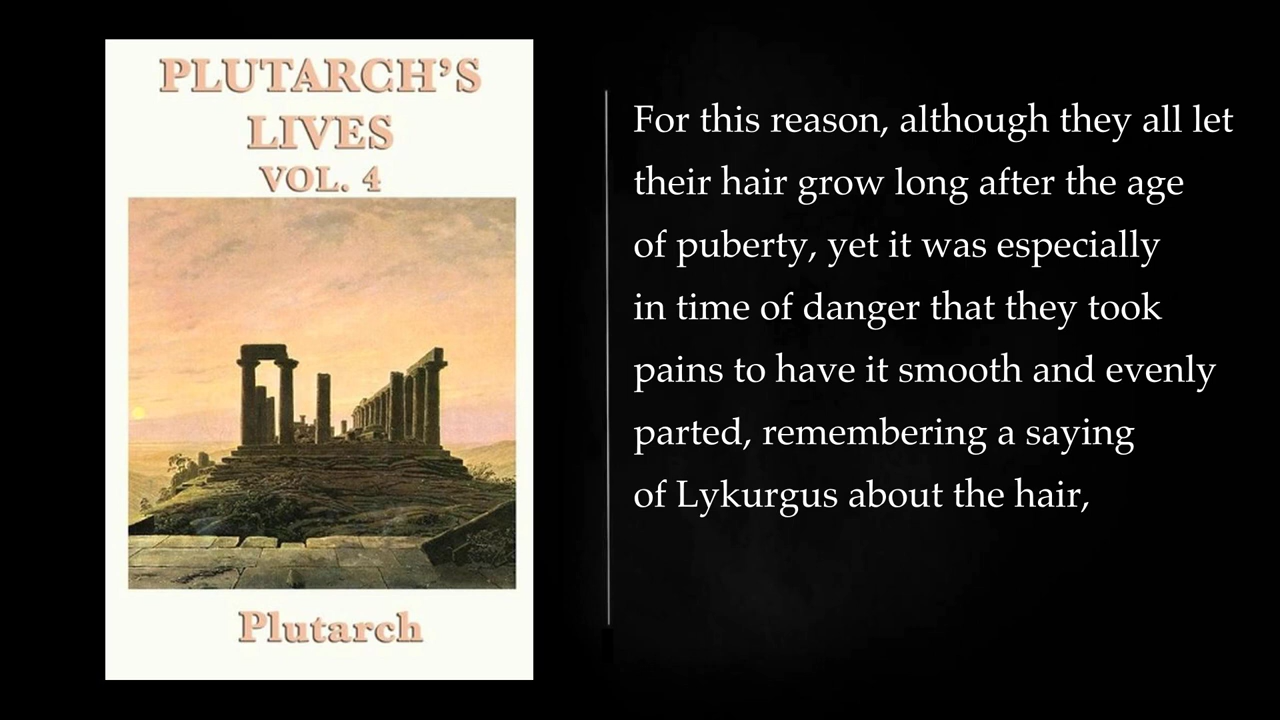 PLUTARCH'S
LIVES
VOL. 4
Plutarch
For this reason, although they all let
their hair grow long after the age
of puberty, yet it was especially
in time of danger that they took
pains to have it smooth and evenly
parted, remembering a saying
of Lykurgus about the hair,